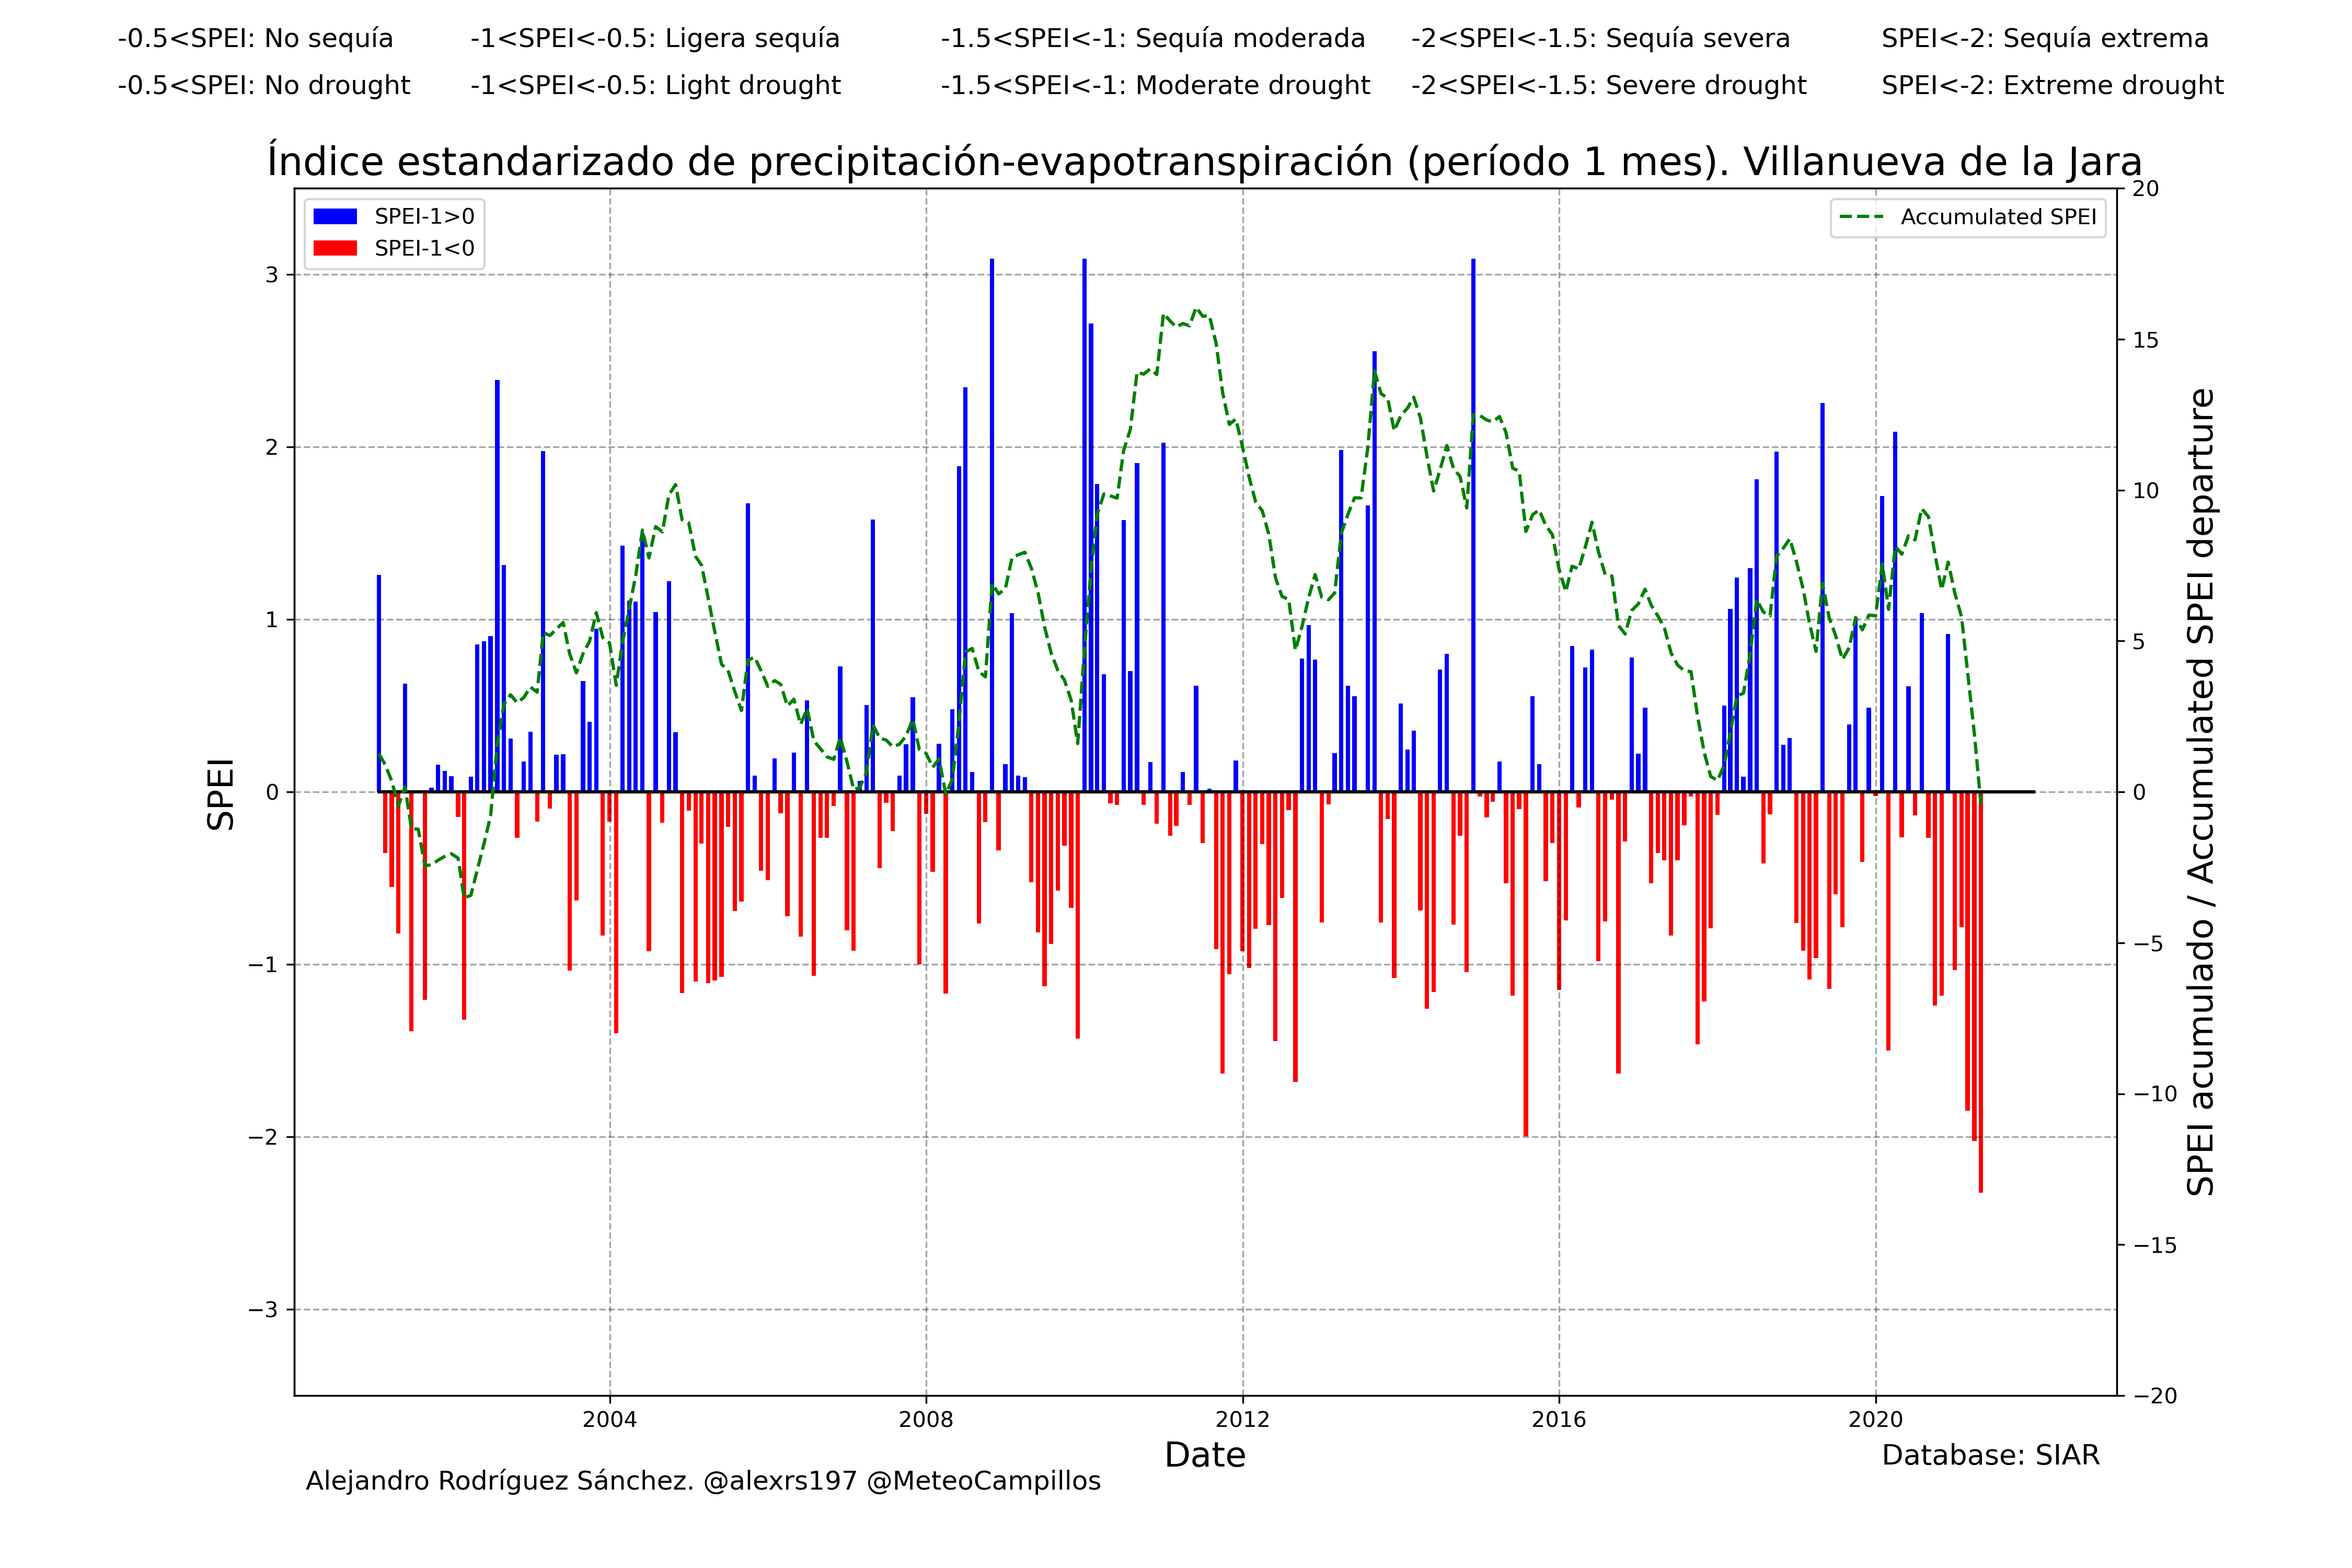 -0.5<SPEI: No sequía -1<SPEI<-0.5: Ligera sequía -1.5<SPEI<-1: Sequía moderada -2<SPEI<-1.5: Sequía severa SPEI<-2: Sequía extrema
-0.5<SPEI: No drought -1<SPEI<-0.5: Light drought -1.5<SPEI<-1: Moderate drought -2<SPEI<-1.5: Severe drought SPEI<-2: Extreme drought
Índice estandarizado de precipitación-evapotranspiración (período 1 mes). Villanueva de la Jara
SPEI-1>0
SPEI-1<0
Accumulated SPEI
SPEI
3
2
1
0
−1
−2
−3
20
15
10
5
0
−5
−10
−15
−20
SPEI acumulado / Accumulated SPEI departure
2004 2008 2012 2016 2020
Date
Database: SIAR
Alejandro Rodríguez Sánchez. @alexrs197 @MeteoCampillos